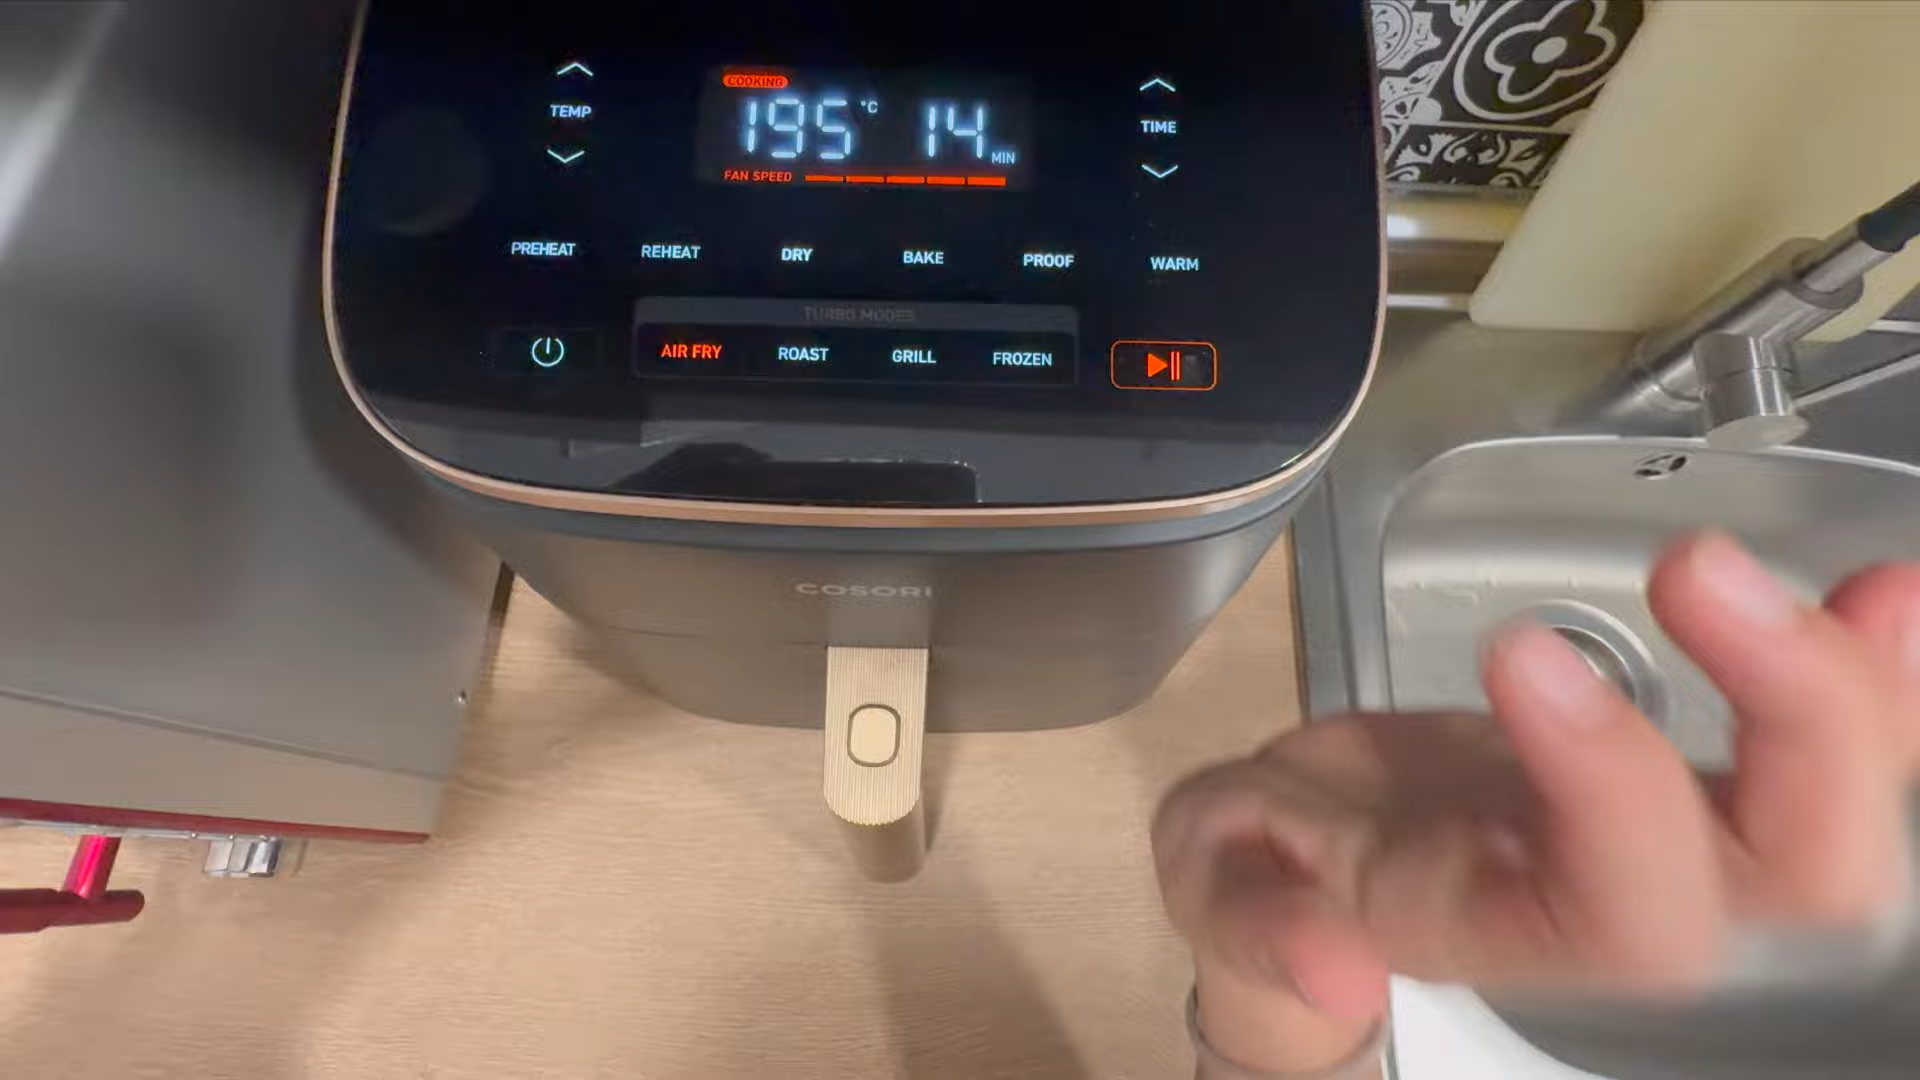 COOKING
TEMP
195 °C 14 MIN
TIME
FAN SPEED
PREHEAT REHEAT DRY BAKE PROOF WARM
TURBO MODES
AIR FRY ROAST GRILL FROZEN
COSORI